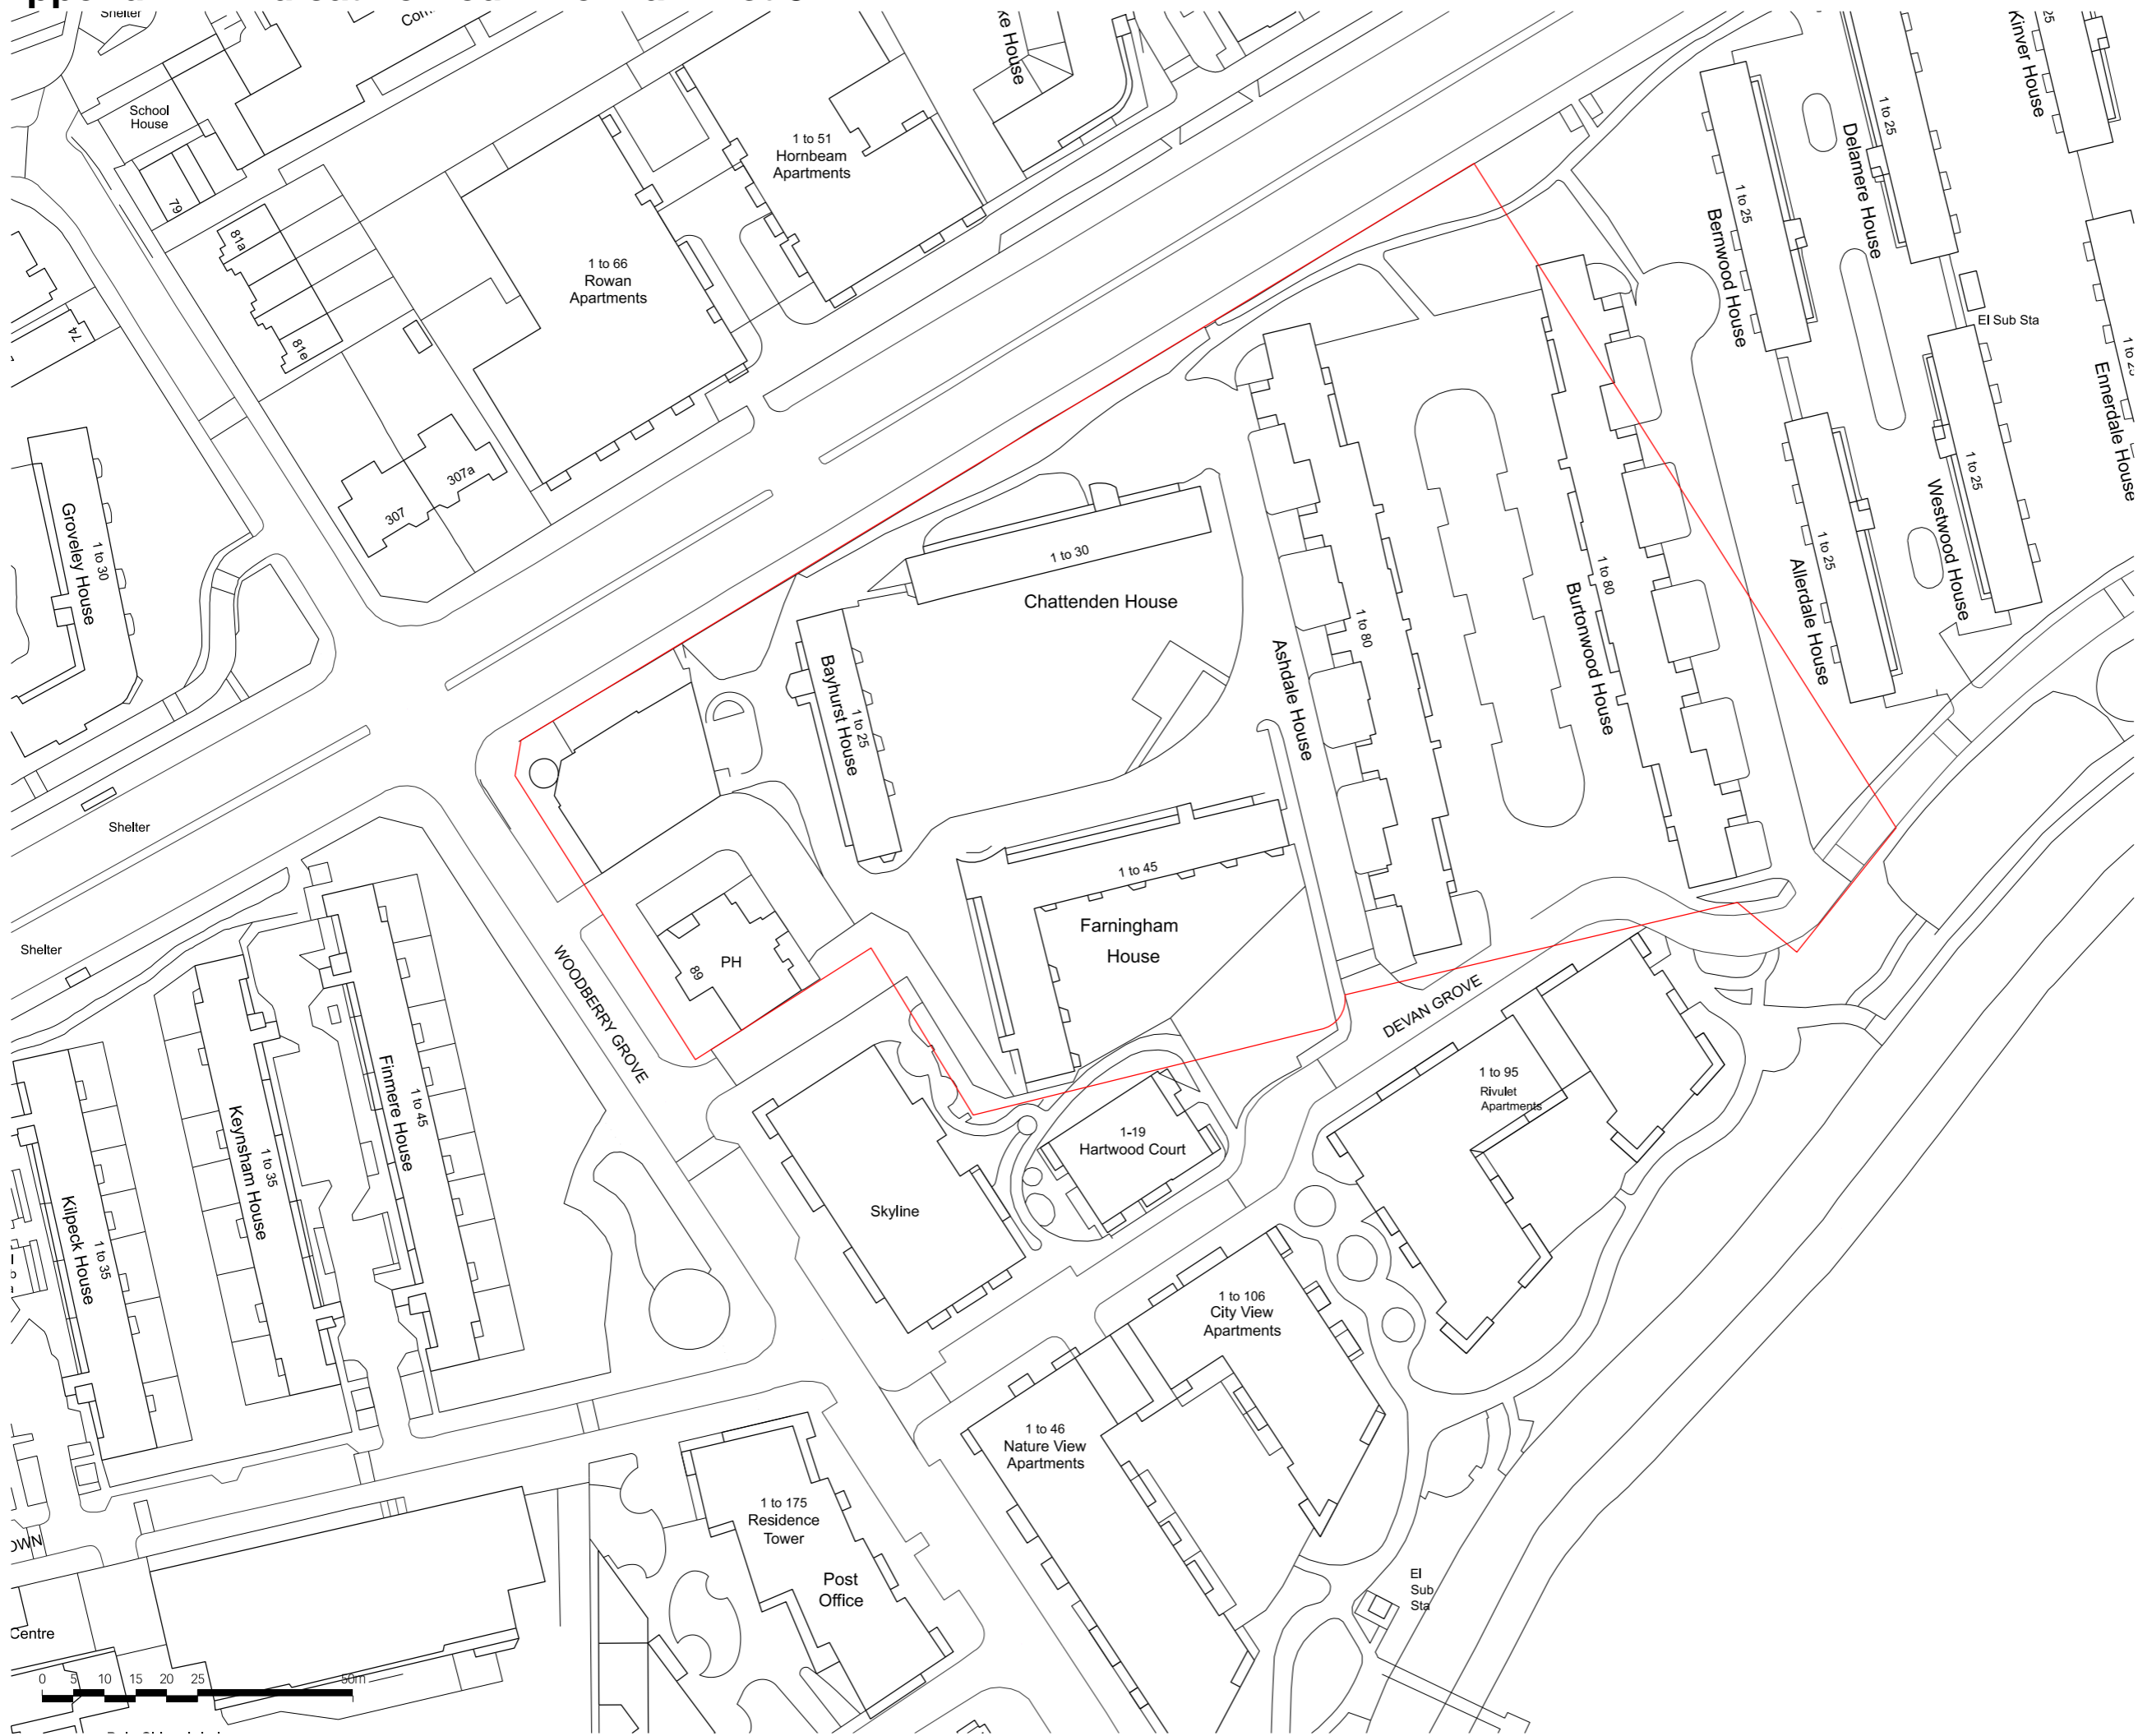 Shelter
School
House
79
81a
81e
74
1 to 66
Rowan
Apartments
1 to 51
Hornbeam
Apartments
ke House
307
307a
1 to 30
Groveley House
Shelter
Shelter
1 to 30
Chattenden House
1 to 25
Bayhurst House
1 to 80
Ashdale House
1 to 80
Burtonwood House
1 to 25
Bernwood House
1 to 25
Delamere House
25
Kinver House
25
El Sub Sta
1 to 25
Westwood House
1 to 25
Allerdale House
Ennerdale House
1 to 45
Farningham
House
PH
89
WOODBERRY GROVE
DEVAN GROVE
1 to 95
Rivulet
Apartments
1-19
Hartwood Court
Skyline
1 to 45
Finmere House
1 to 35
Keynsham House
1 to 35
Kilpeck House
1 to 106
City View
Apartments
1 to 46
Nature View
Apartments
1 to 175
Residence
Tower
Post
Office
El
Sub
Sta
OWN
Centre
0 5 10 15 20 25 50m